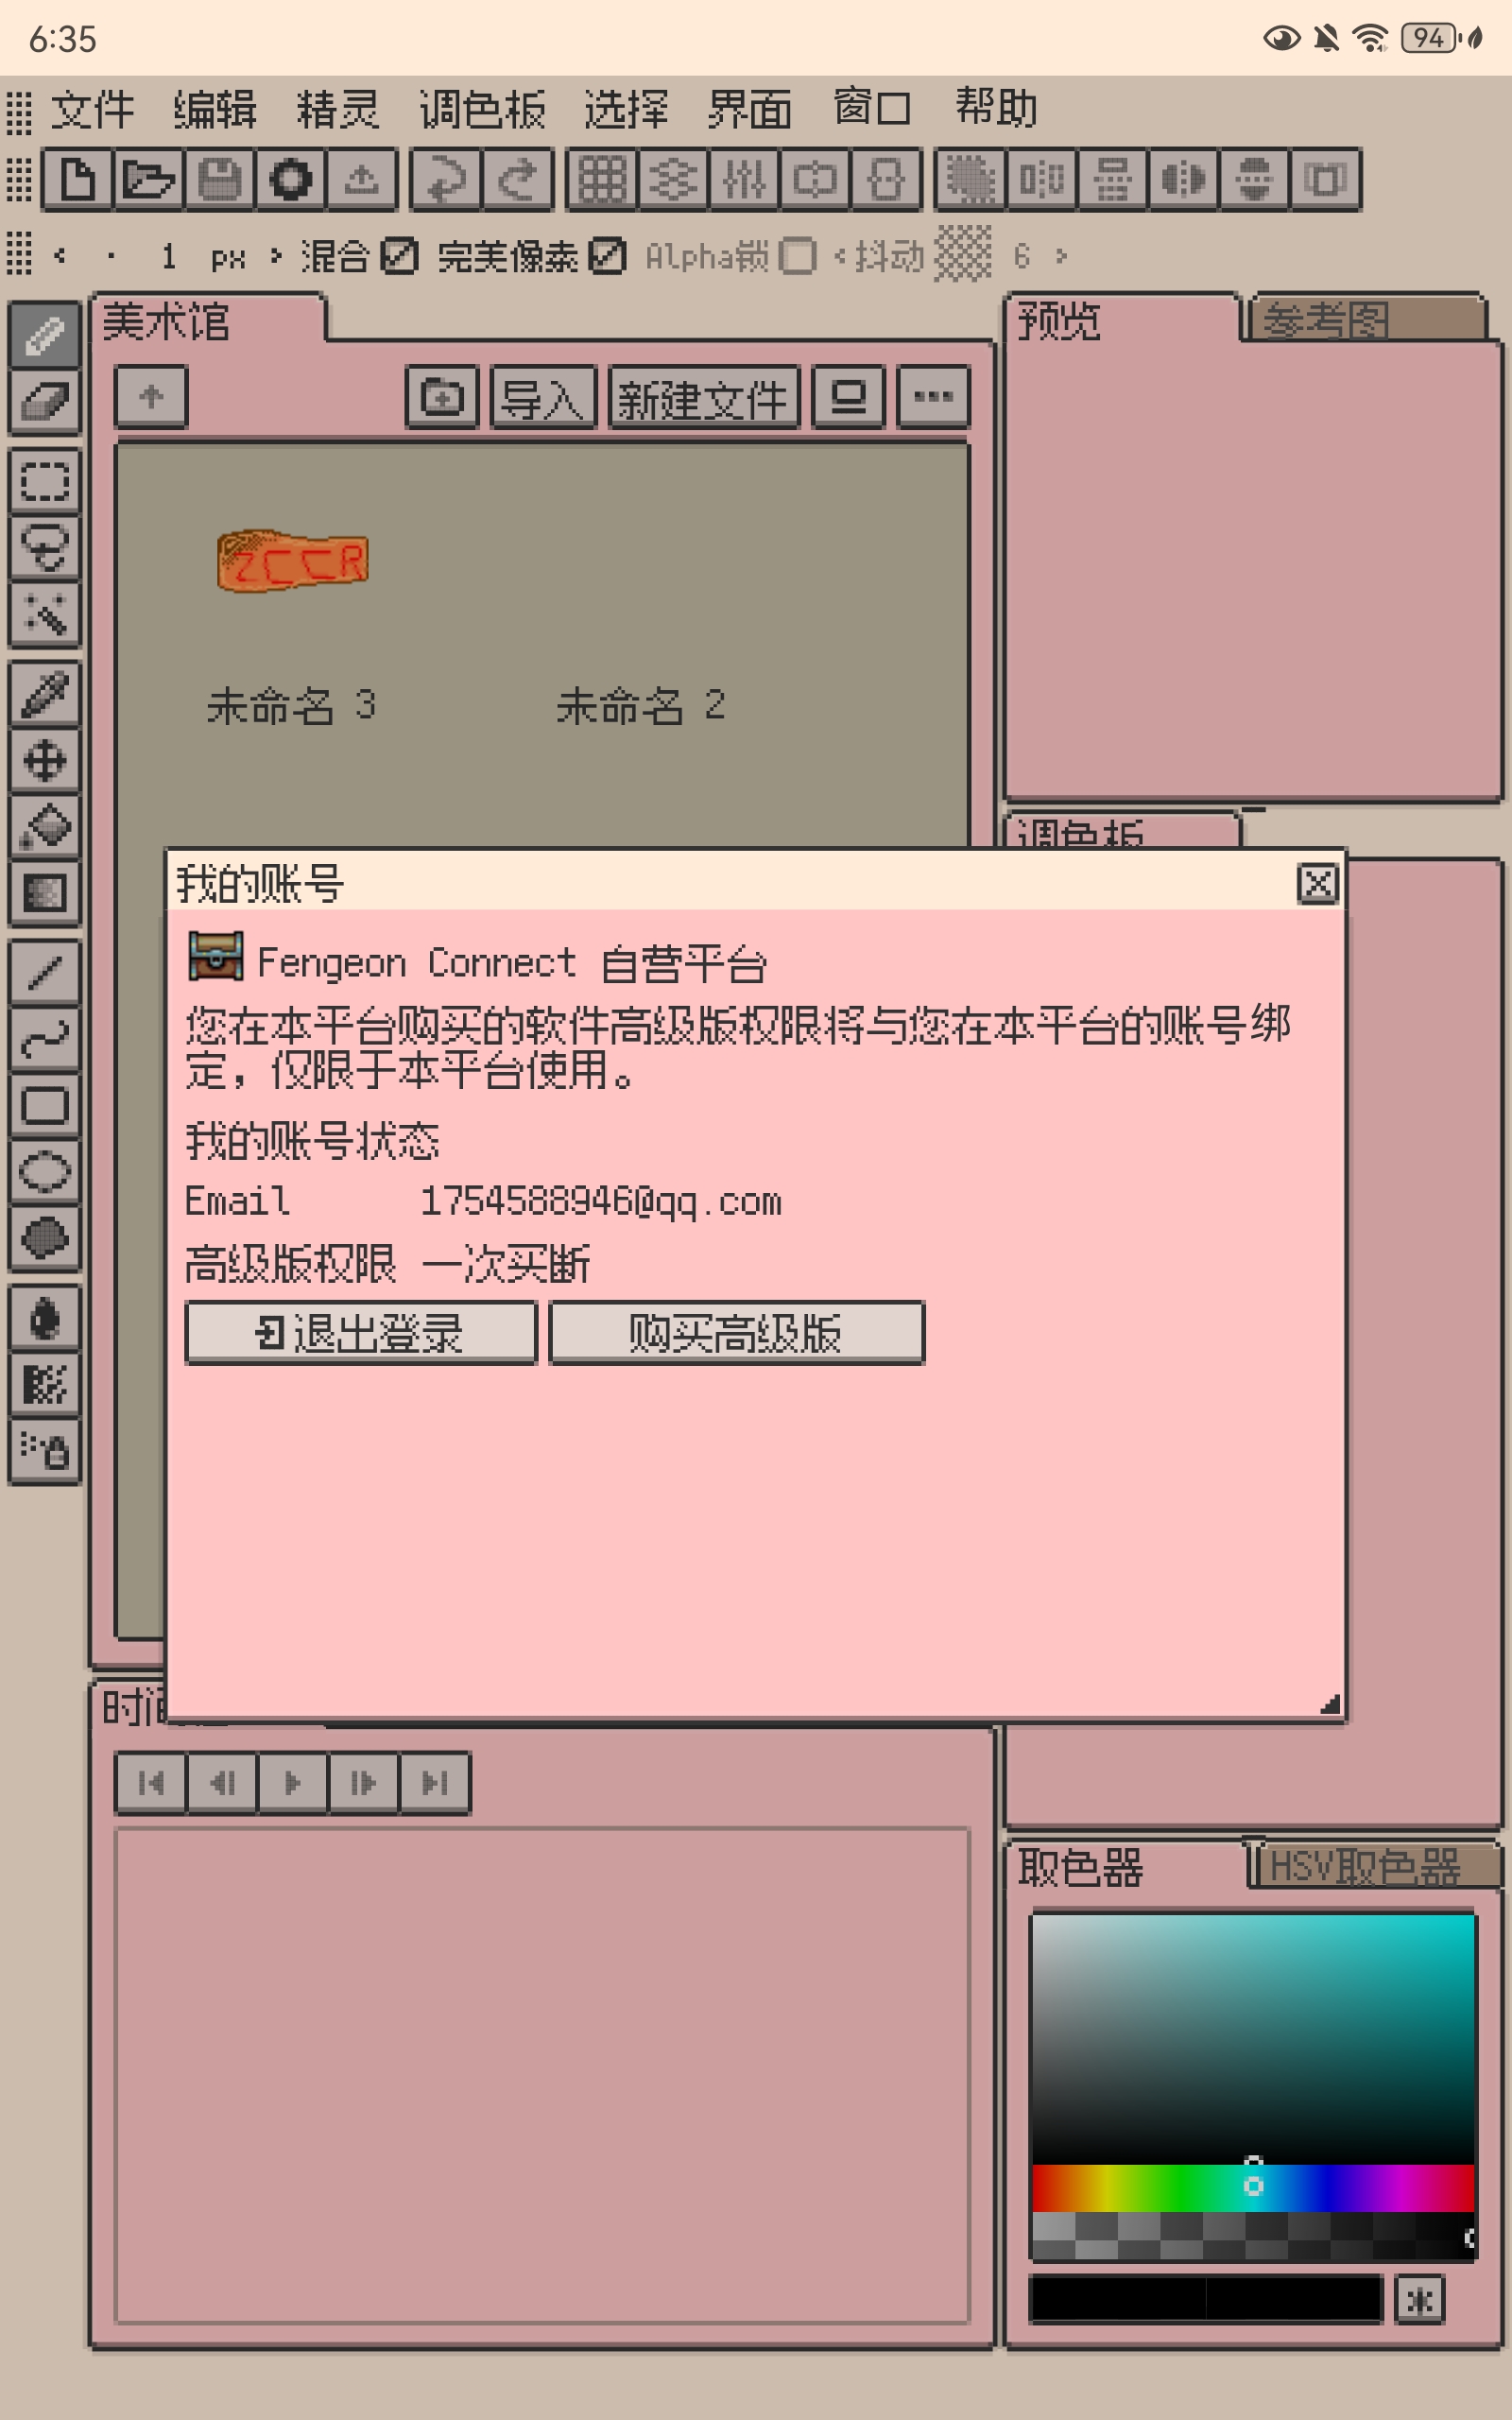 6:35
94
文件 编辑 精灵 调色板 选择 界面 窗口 帮助
1 px 混合 完美像素 Alpha锁 抖动 6
美术馆
预览 参考图
导入 新建文件
ZCCR
未命名 3 未命名 2
调色板
我的账号
Fengeon Connect 自营平台
您在本平台购买的软件高级版权限将与您在本平台的账号绑
定，仅限于本平台使用。
我的账号状态
Email 1754588946@qq.com
高级版权限 一次买断
退出登录 购买高级版
时
取色器 HSV取色器